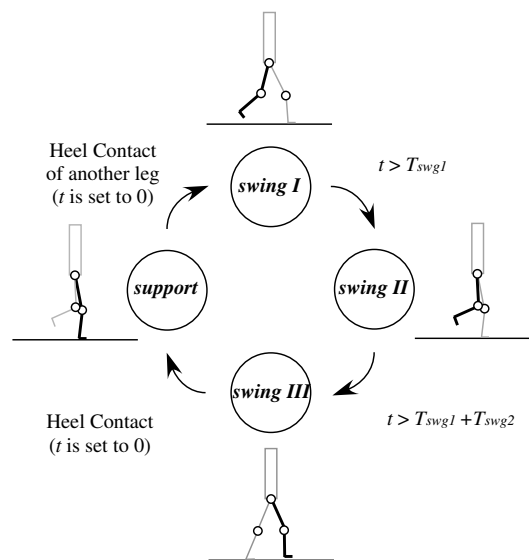 Heel Contact
of another leg
(t is set to 0)
swing I
t > Tswg1
support
swing II
swing III
Heel Contact
(t is set to 0)
t > Tswg1 +Tswg2